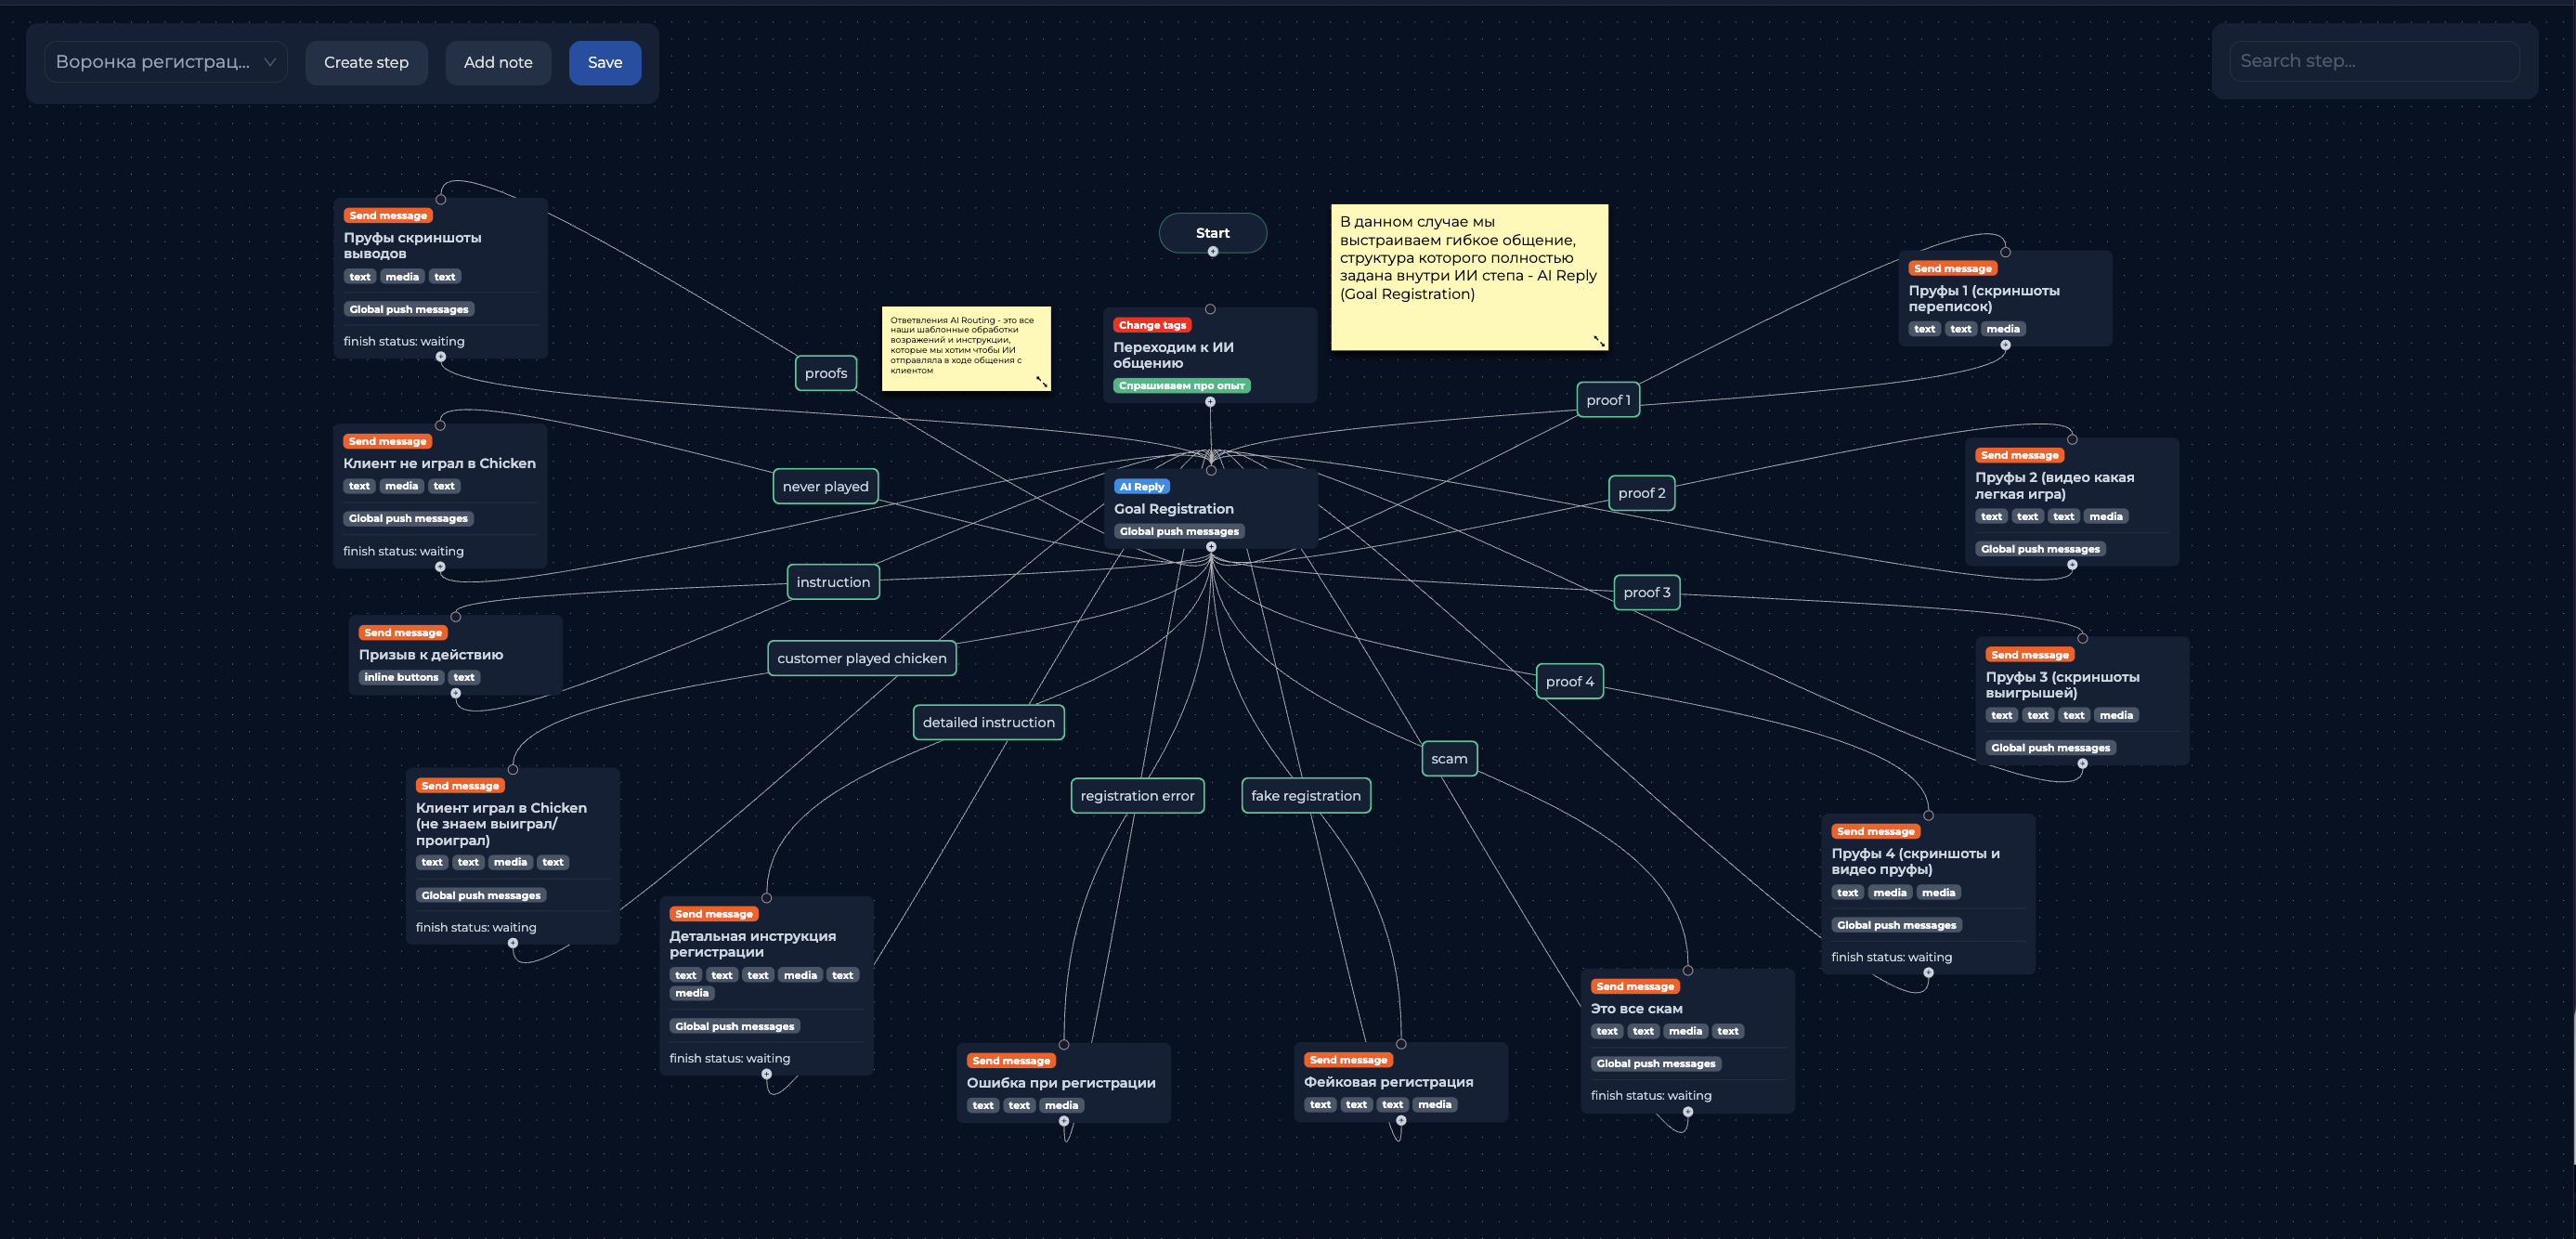 Воронка регистрац...
Create step
Add note
Save
Search step...
Send message
Пруфы скриншоты
выводов
text media text
Global push messages
finish status: waiting
Start
В данном случае мы
выстраиваем гибкое общение,
структура которого полностью
задана внутри ИИ степа - AI Reply
(Goal Registration)
Send message
Пруфы 1 (скриншоты
переписок)
text text media
Ответвления AI Routing - это все
наши шаблонные обработки
возражений и инструкции,
которые мы хотим чтобы ИИ
отправляла в ходе общения с
клиентом
Change tags
Переходим к ИИ
общению
Спрашиваем про опыт
proofs
proof 1
Send message
Клиент не играл в Chicken
text media text
Global push messages
finish status: waiting
never played
AI Reply
Goal Registration
Global push messages
proof 2
Send message
Пруфы 2 (видео какая
легкая игра)
text text text media
Global push messages
instruction
proof 3
Send message
Призыв к действию
inline buttons text
customer played chicken
proof 4
Send message
Пруфы 3 (скриншоты
выигрышей)
text text text media
Global push messages
detailed instruction
scam
registration error
fake registration
Send message
Клиент играл в Chicken
(не знаем выиграл/
проиграл)
text text media text
Global push messages
finish status: waiting
Send message
Пруфы 4 (скриншоты и
видео пруфы)
text media media
Global push messages
finish status: waiting
Send message
Детальная инструкция
регистрации
text text text media text
media
Global push messages
finish status: waiting
Send message
Ошибка при регистрации
text text media
Send message
Фейковая регистрация
text text text media
Send message
Это все скам
text text media text
Global push messages
finish status: waiting